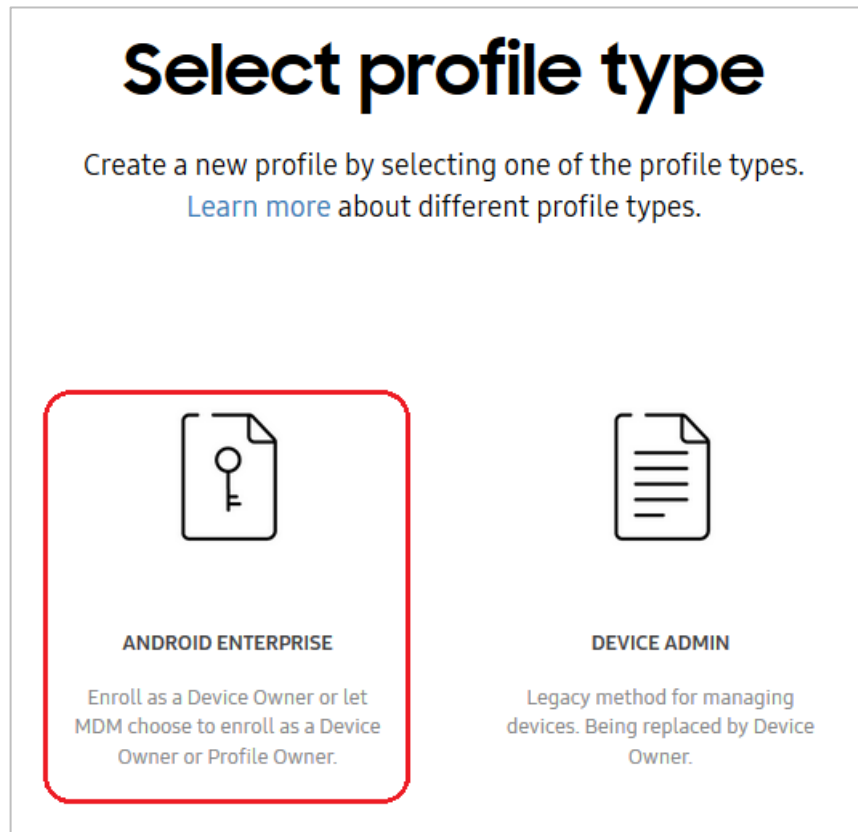 Select profile type
Create a new profile by selecting one of the profile types.
Learn more about different profile types.
ANDROID ENTERPRISE
Enroll as a Device Owner or let
MDM choose to enroll as a Device
Owner or Profile Owner.
DEVICE ADMIN
Legacy method for managing
devices. Being replaced by Device
Owner.